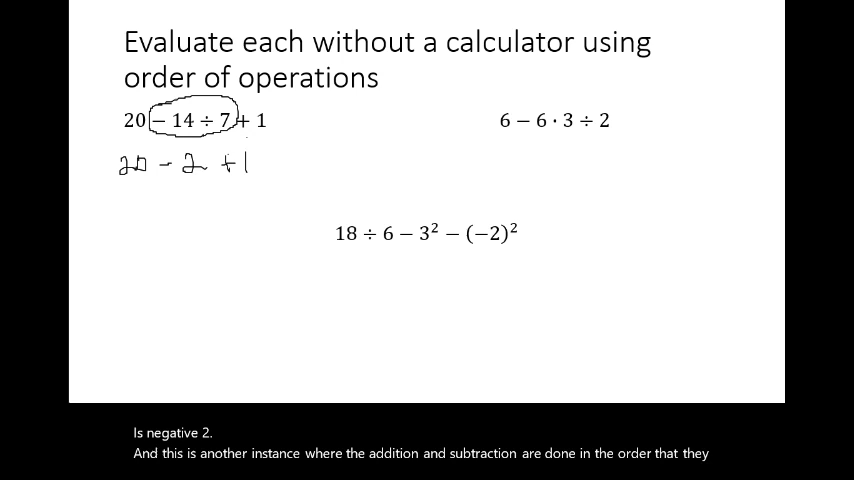 Evaluate each without a calculator using
order of operations
20 − 14 ÷ 7 + 1
6 − 6 · 3 ÷ 2
20 - 2 + 1
18 ÷ 6 − 3² − (−2)²
Is negative 2.
And this is another instance where the addition and subtraction are done in the order that they